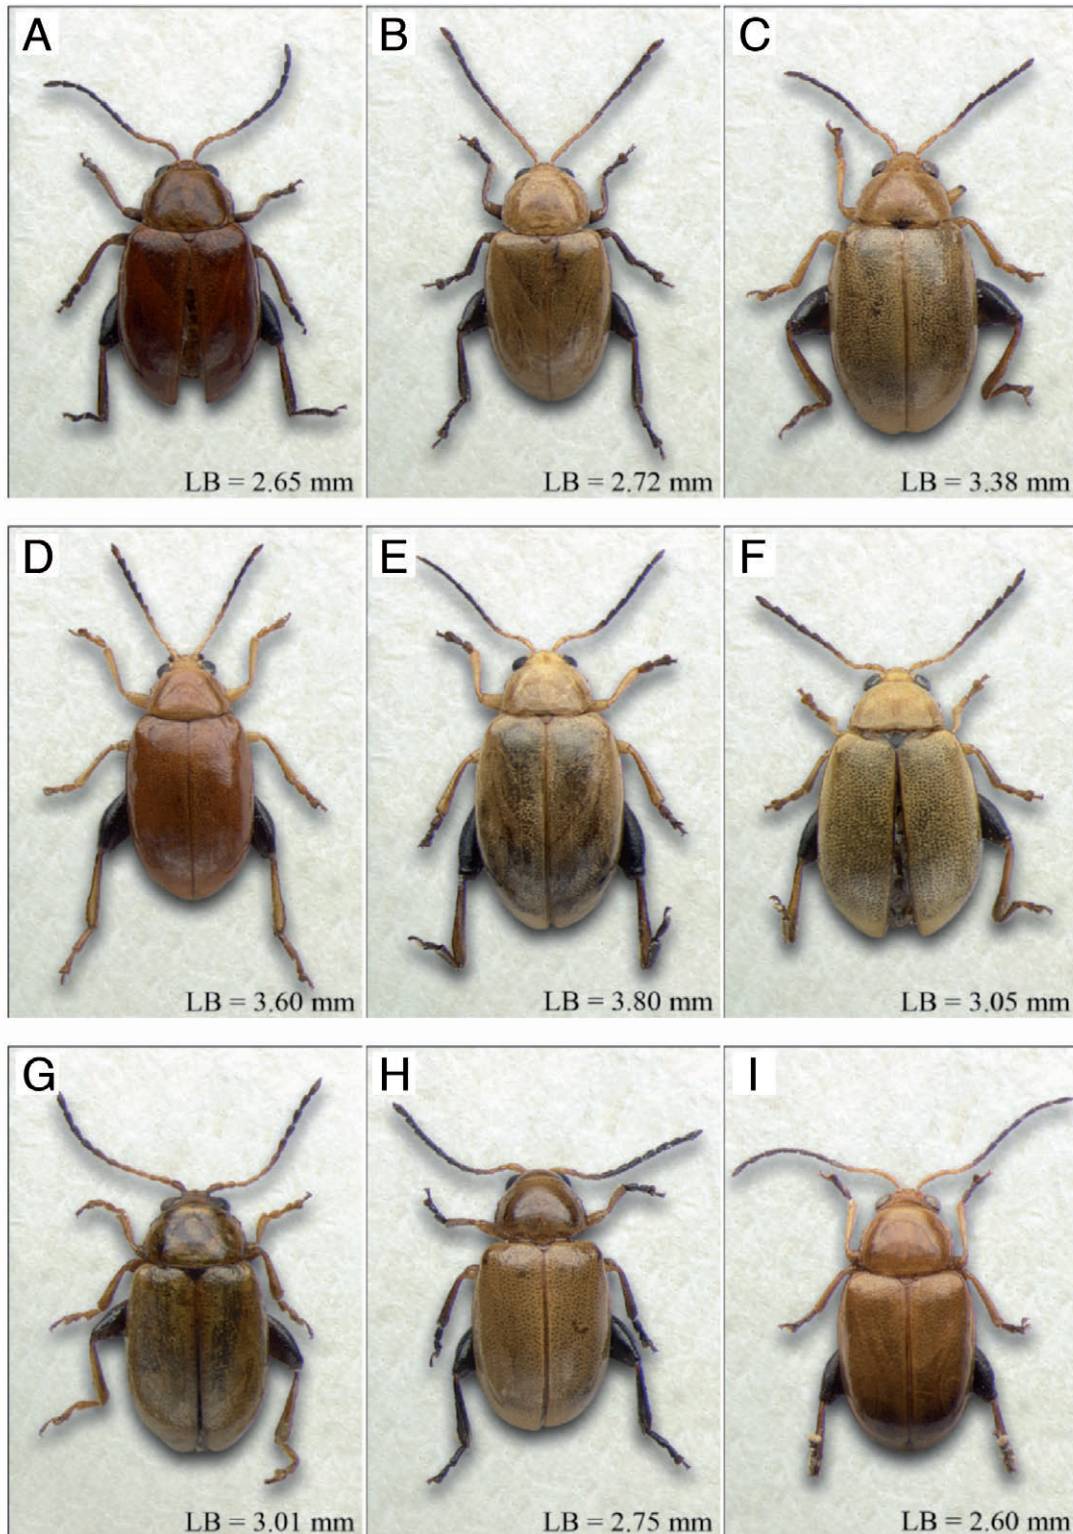 A
B
C
LB = 2.65 mm
LB = 2.72 mm
LB = 3.38 mm
D
E
F
LB = 3.60 mm
LB = 3.80 mm
LB = 3.05 mm
G
H
I
LB = 3.01 mm
LB = 2.75 mm
LB = 2.60 mm